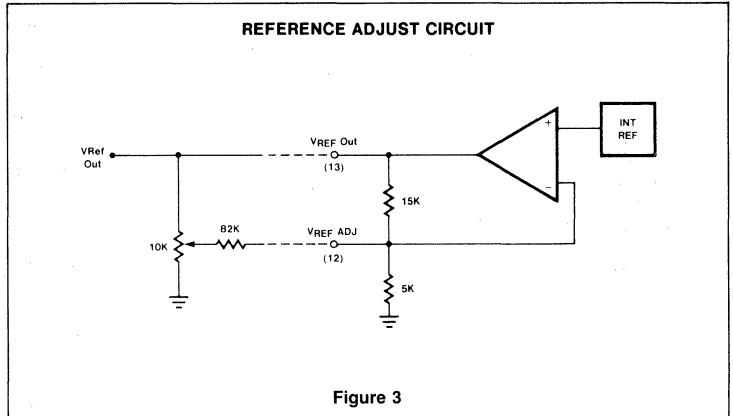 REFERENCE ADJUST CIRCUIT
INT
REF
+
−
VRef
Out
VREF Out
(13)
15K
82K
VREF ADJ
10K
(12)
5K
Figure 3